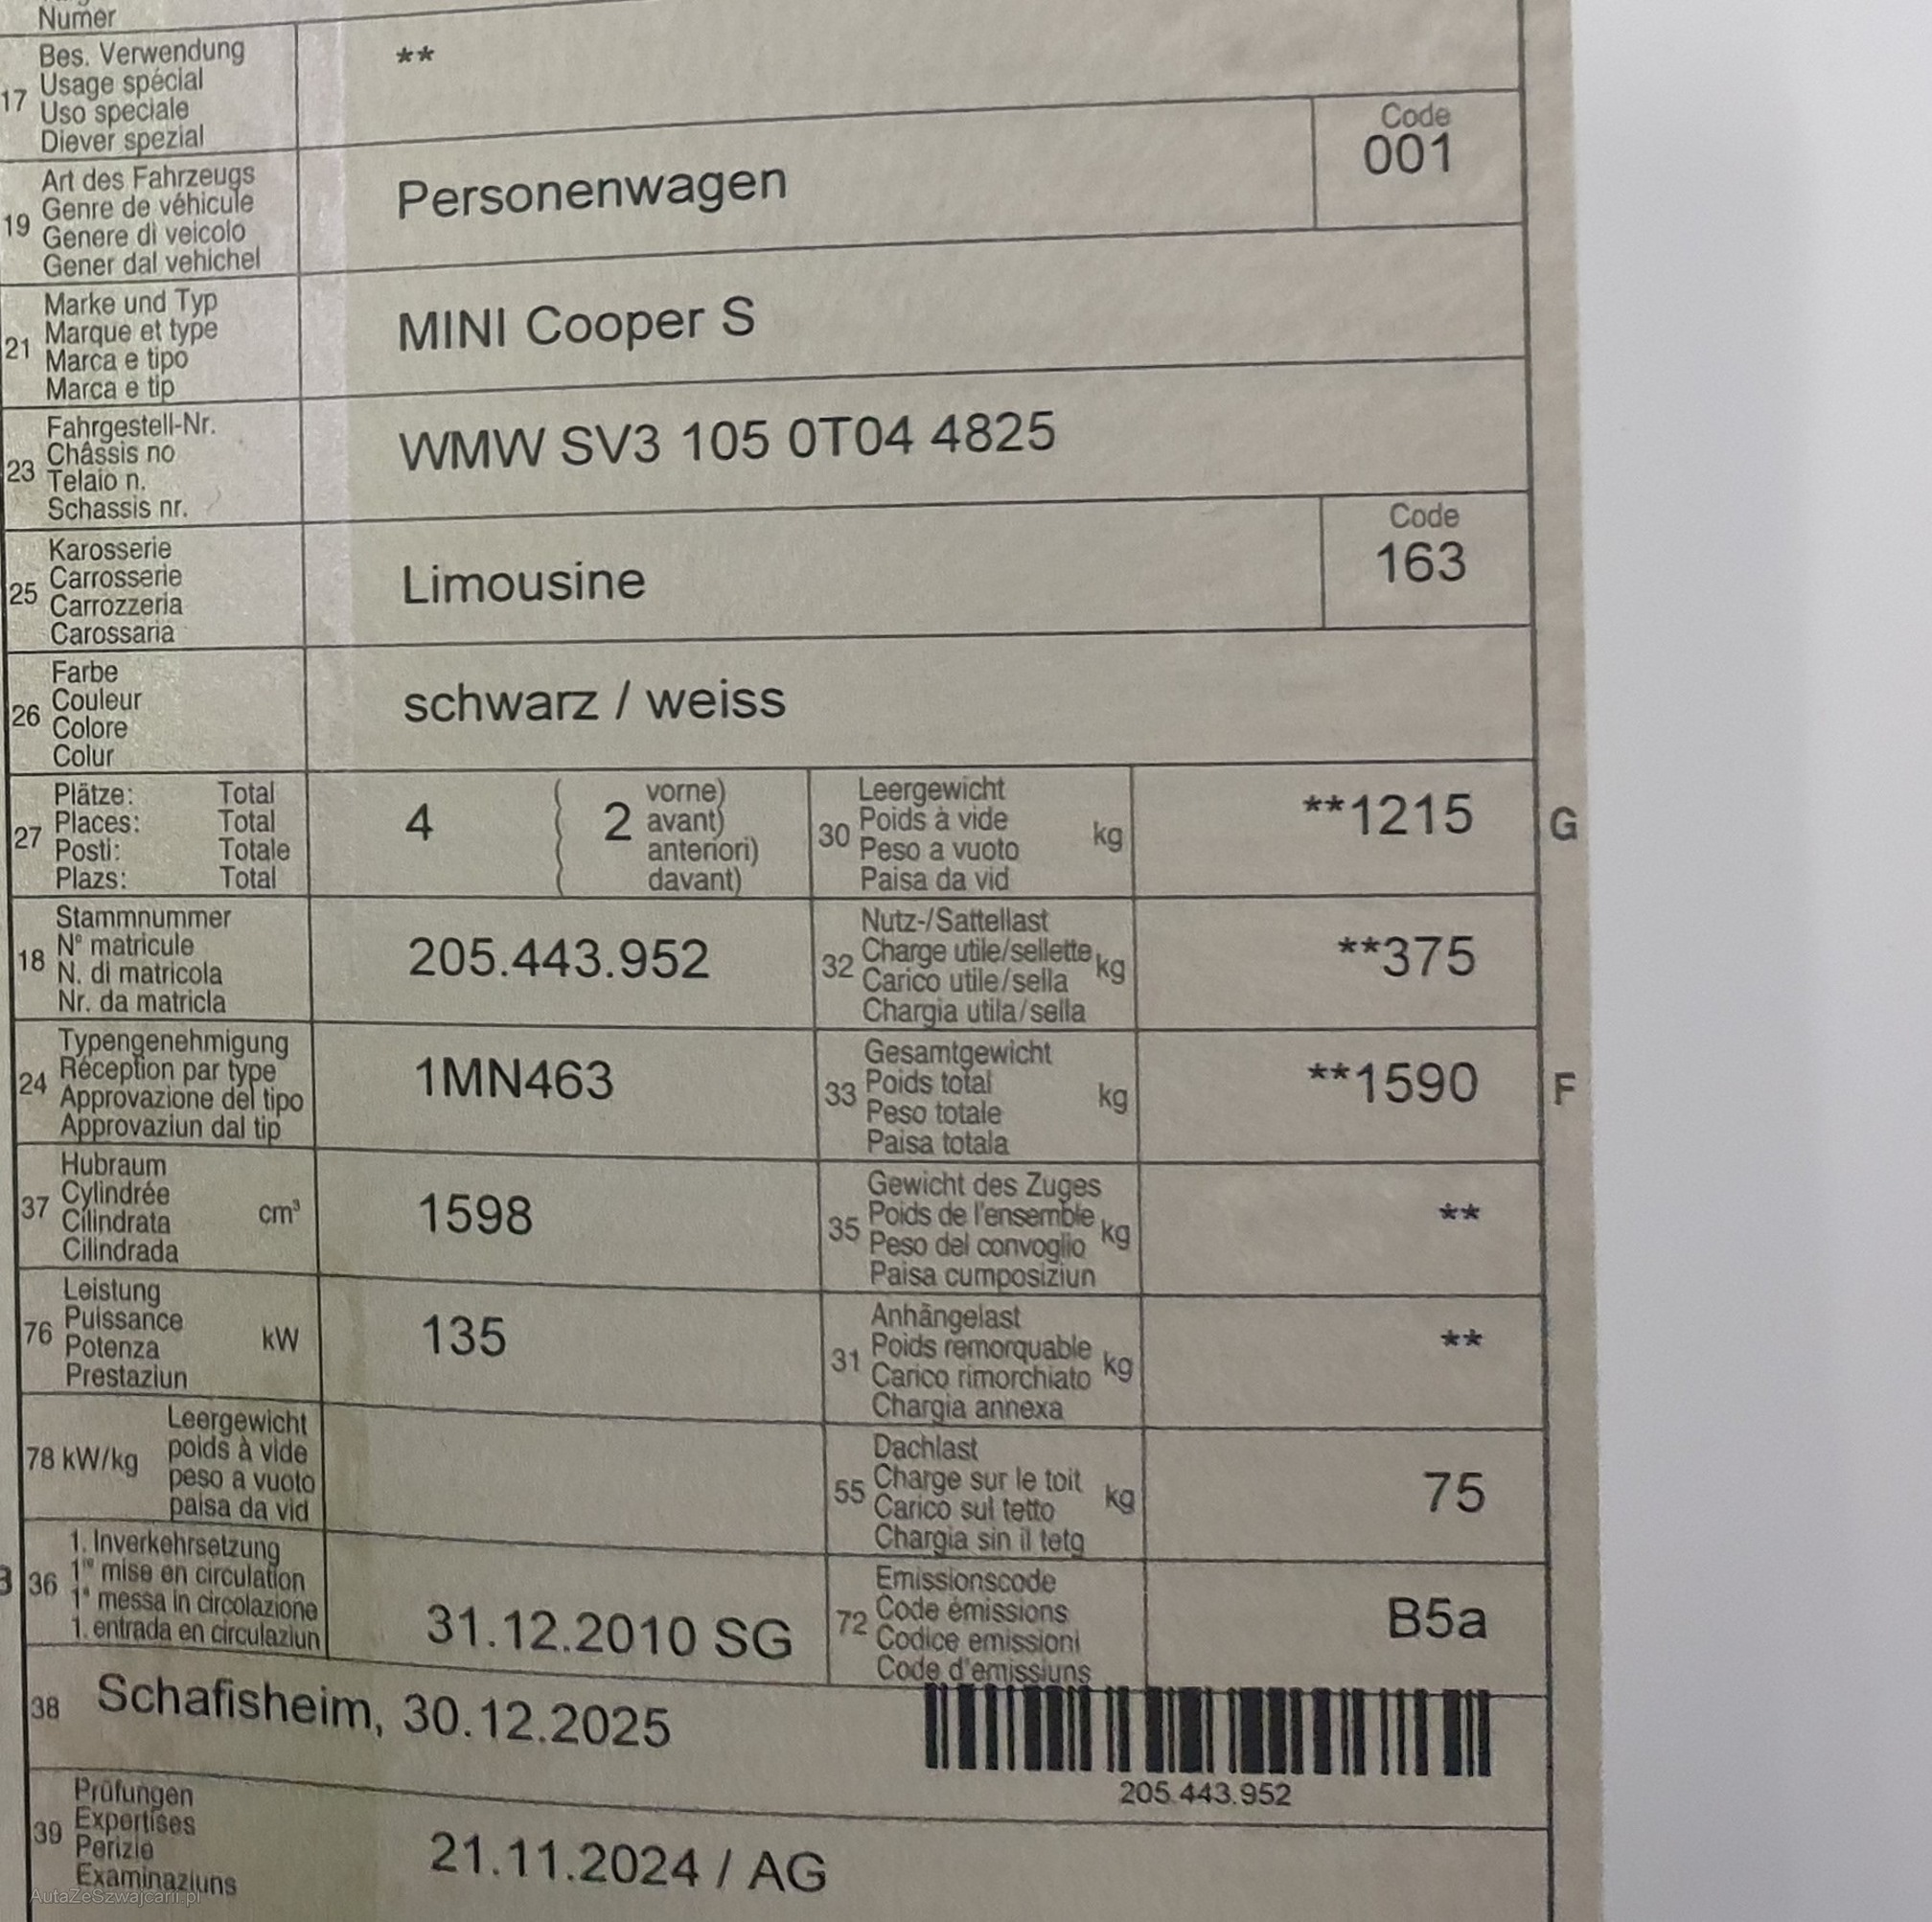 Numer
17 Bes. Verwendung **
Usage spécial
Uso speciale
Diever spezial
19 Art des Fahrzeugs Personenwagen Code 001
Genre de véhicule
Genere di veicolo
Gener dal vehichel
21 Marke und Typ MINI Cooper S
Marque et type
Marca e tipo
Marca e tip
23 Fahrgestell-Nr. WMW SV3 105 0T04 4825
Châssis no
Telaio n.
Schassis nr.
25 Karosserie Limousine Code 163
Carrosserie
Carrozzeria
Carossaria
26 Farbe schwarz / weiss
Couleur
Colore
Colur
27 Plätze: Total 4 ( 2 vorne)
Places: Total avant)
Posti: Totale anteriori)
Plazs: Total davant)
30 Leergewicht kg **1215 G
Poids à vide
Peso a vuoto
Paisa da vid
18 Stammnummer 205.443.952
N° matricule
N. di matricola
Nr. da matricla
32 Nutz-/Sattellast kg **375
Charge utile/sellette
Carico utile/sella
Chargia utila/sella
24 Typengenehmigung 1MN463
Réception par type
Approvazione del tipo
Approvaziun dal tip
33 Gesamtgewicht kg **1590 F
Poids total
Peso totale
Paisa totala
37 Hubraum cm³ 1598
Cylindrée
Cilindrata
Cilindrada
35 Gewicht des Zuges kg **
Poids de l'ensemble
Peso del convoglio
Paisa cumposiziun
76 Leistung kW 135
Puissance
Potenza
Prestaziun
31 Anhängelast kg **
Poids remorquable
Carico rimorchiato
Chargia annexa
78 kW/kg Leergewicht
poids à vide
peso a vuoto
paisa da vid
55 Dachlast kg 75
Charge sur le toit
Carico sul tetto
Chargia sin il tetg
36 1. Inverkehrsetzung 31.12.2010 SG
1re mise en circulation
1a messa in circolazione
1. entrada en circulaziun
72 Emissionscode B5a
Code émissions
Codice emissioni
Code d'emissiuns
38 Schafisheim, 30.12.2025
205.443.952
39 Prüfungen 21.11.2024 / AG
Expertises
Perizie
Examinaziuns
AutaZeSzwajcarii.pl